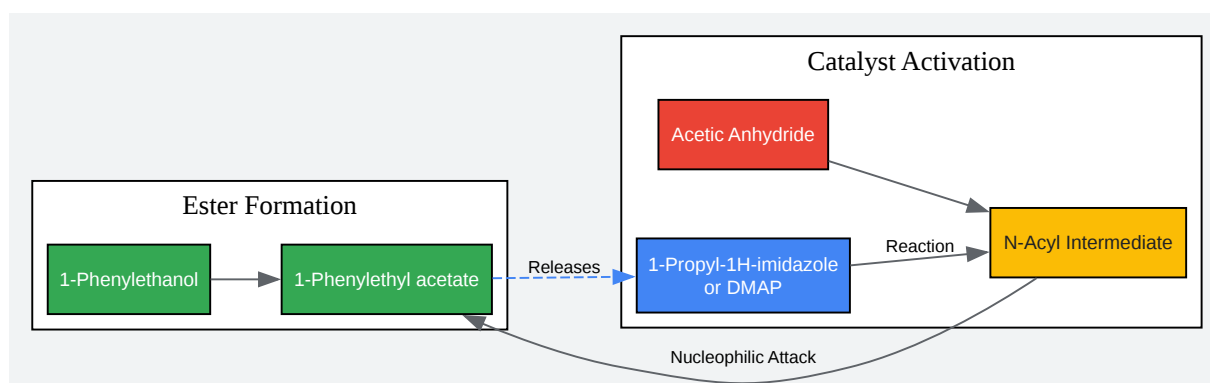 Catalyst Activation
Acetic Anhydride
Ester Formation
1-Phenylethanol
1-Phenylethyl acetate
Releases
1-Propyl-1H-imidazole
or DMAP
Reaction
N-Acyl Intermediate
Nucleophilic Attack